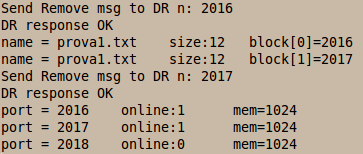 Send Remove msg to DR n: 2016
DR response OK
name = prova1.txt    size:12   block[0]=2016
name = prova1.txt    size:12   block[1]=2017
Send Remove msg to DR n: 2017
DR response OK
port = 2016    online:1      mem=1024
port = 2017    online:1      mem=1024
port = 2018    online:0      mem=1024